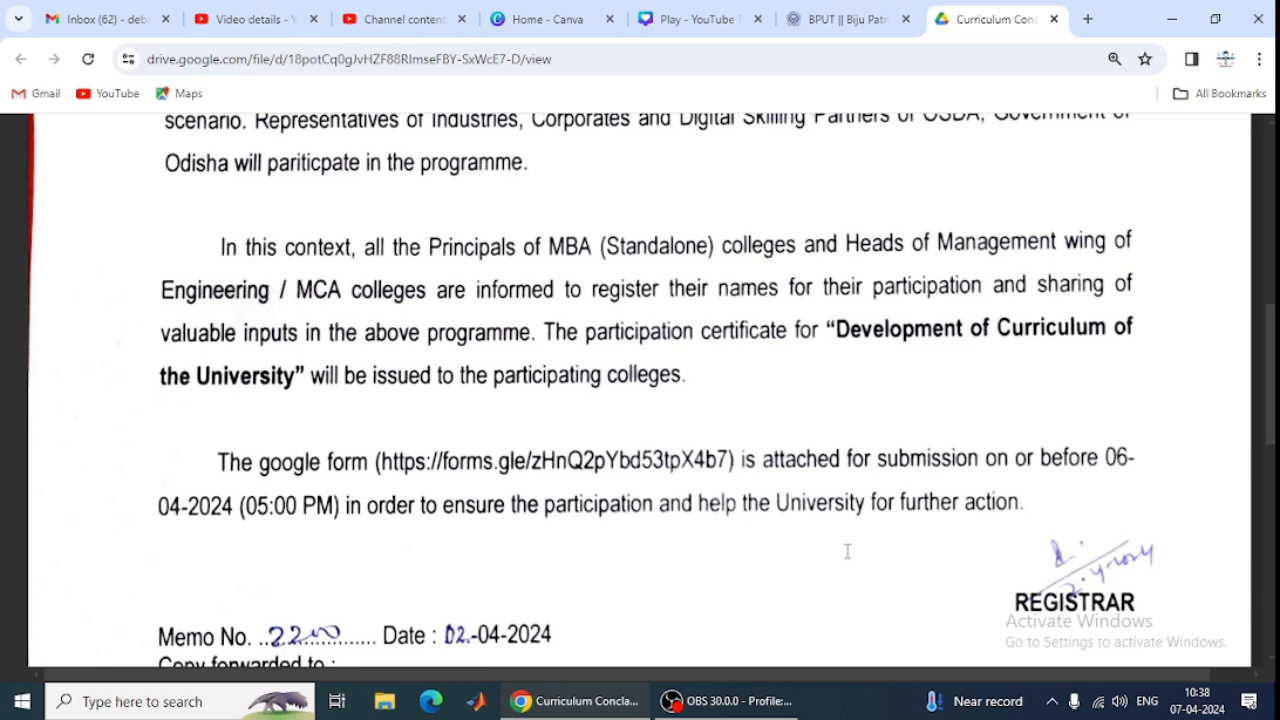 Inbox (62) - deb
Video details - Y
Channel content
Home - Canva
Play - YouTube T
BPUT || Biju Patn
Curriculum Conc
drive.google.com/file/d/18potCq0gJvHZF88RImseFBY-SxWcE7-D/view
Gmail
YouTube
Maps
All Bookmarks
scenario. Representatives of Industries, Corporates and Digital Skilling Partners of OSDA, Government of
Odisha will pariticpate in the programme.
In this context, all the Principals of MBA (Standalone) colleges and Heads of Management wing of
Engineering / MCA colleges are informed to register their names for their participation and sharing of
valuable inputs in the above programme. The participation certificate for “Development of Curriculum of
the University” will be issued to the participating colleges.
The google form (https://forms.gle/zHnQ2pYbd53tpX4b7) is attached for submission on or before 06-
04-2024 (05:00 PM) in order to ensure the participation and help the University for further action.
REGISTRAR
Activate Windows
Go to Settings to activate Windows.
Memo No. .. ...... Date : 02.-04-2024
Copy forwarded to :
Type here to search
Curriculum Concla...
OBS 30.0.0 - Profile:...
Near record
ENG
10:38
07-04-2024